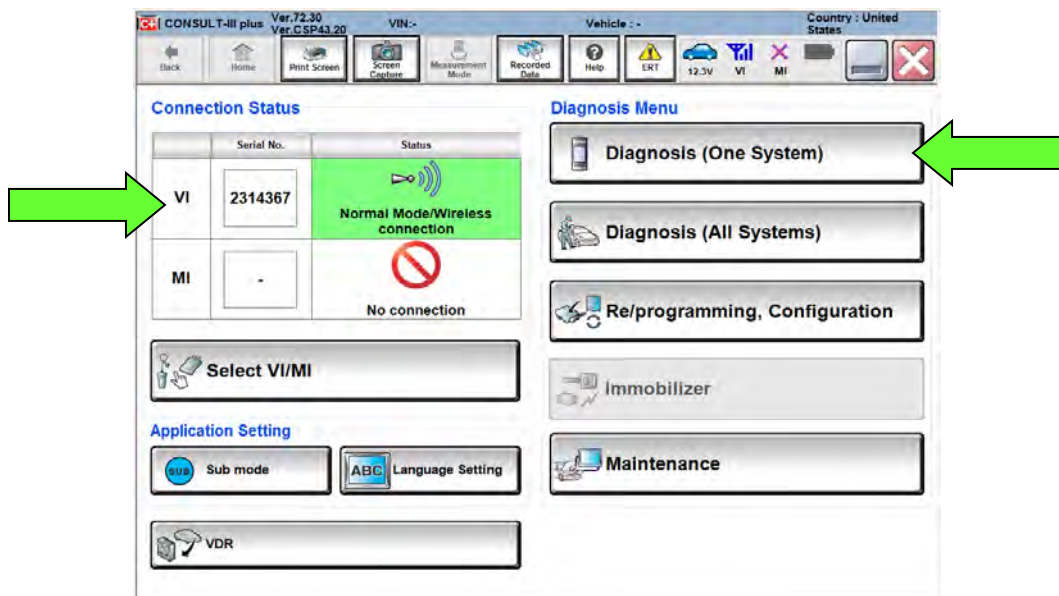 C+ CONSULT-III plus Ver.72.30 VIN:- Vehicle : - Country : United
Ver.CSP43.20 States
Back Home Print Screen Screen Capture Measurement Mode Recorded Data Help ERT 12.3V VI MI
Connection Status
Serial No. Status
VI 2314367 Normal Mode/Wireless
connection
MI - No connection
Select VI/MI
Application Setting
SUB Sub mode ABC Language Setting
VDR
Diagnosis Menu
Diagnosis (One System)
Diagnosis (All Systems)
Re/programming, Configuration
Immobilizer
Maintenance